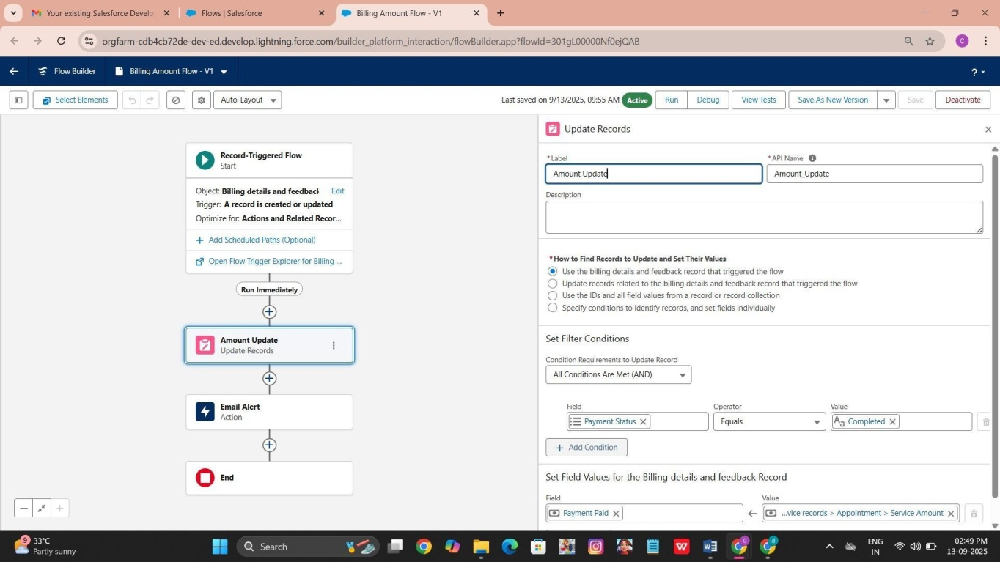 Your existing Salesforce Develo
Flows | Salesforce
Billing Amount Flow - V1
orgfarm-cdb4cb72de-dev-ed.develop.lightning.force.com/builder_platform_interaction/flowBuilder.app?flowId=301gL00000Nf0ejQAB
C
Flow Builder
Billing Amount Flow - V1
?
Select Elements
Auto-Layout
Last saved on 9/13/2025, 09:55 AM
Active
Run
Debug
View Tests
Save As New Version
Save
Deactivate
Record-Triggered Flow
Start
Object: Billing details and feedback
Edit
Trigger: A record is created or updated
Optimize for: Actions and Related Recor...
+ Add Scheduled Paths (Optional)
Open Flow Trigger Explorer for Billing ...
Run Immediately
Amount Update
Update Records
Email Alert
Action
End
Update Records
*Label
*API Name
Amount Update
Amount_Update
Description
*How to Find Records to Update and Set Their Values
Use the billing details and feedback record that triggered the flow
Update records related to the billing details and feedback record that triggered the flow
Use the IDs and all field values from a record or record collection
Specify conditions to identify records, and set fields individually
Set Filter Conditions
Condition Requirements to Update Record
All Conditions Are Met (AND)
Field
Operator
Value
Payment Status
Equals
Aa Completed
+ Add Condition
Set Field Values for the Billing details and feedback Record
Field
Value
Payment Paid
...vice records > Appointment > Service Amount
9
33°C
Partly sunny
Search
ENG
IN
02:49 PM
13-09-2025